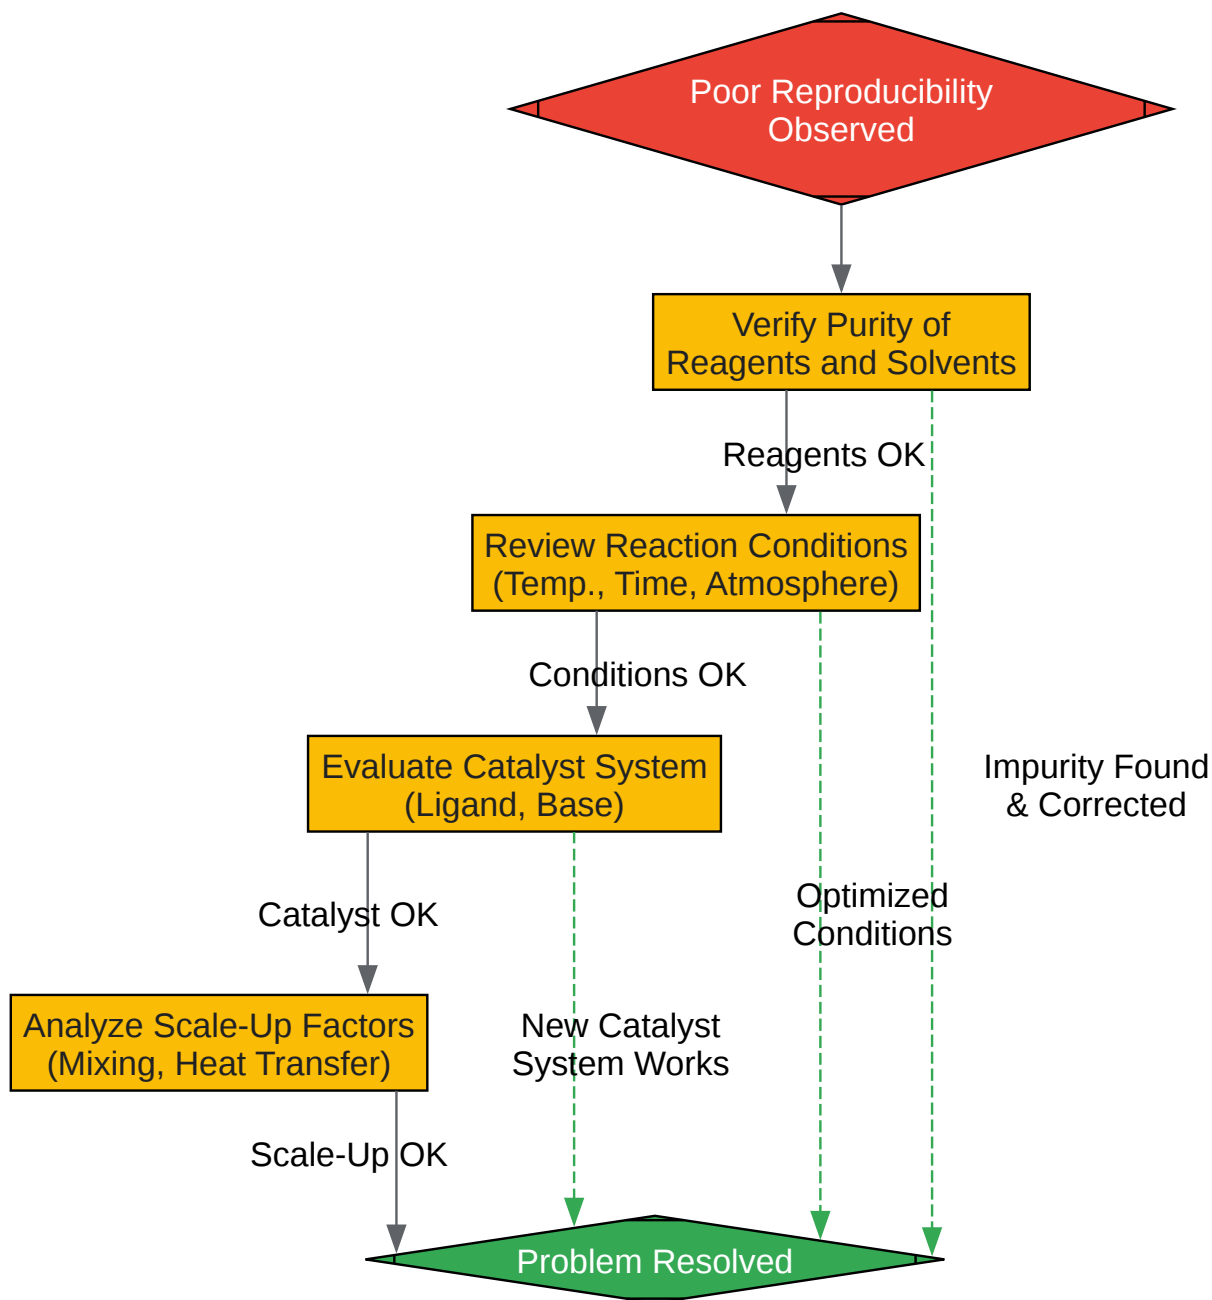 Poor Reproducibility
Observed
Verify Purity of
Reagents and Solvents
Reagents OK
Review Reaction Conditions
(Temp., Time, Atmosphere)
Conditions OK
Evaluate Catalyst System
(Ligand, Base)
Impurity Found
& Corrected
Catalyst OK
Optimized
Conditions
Analyze Scale-Up Factors
(Mixing, Heat Transfer)
New Catalyst
System Works
Scale-Up OK
Problem Resolved